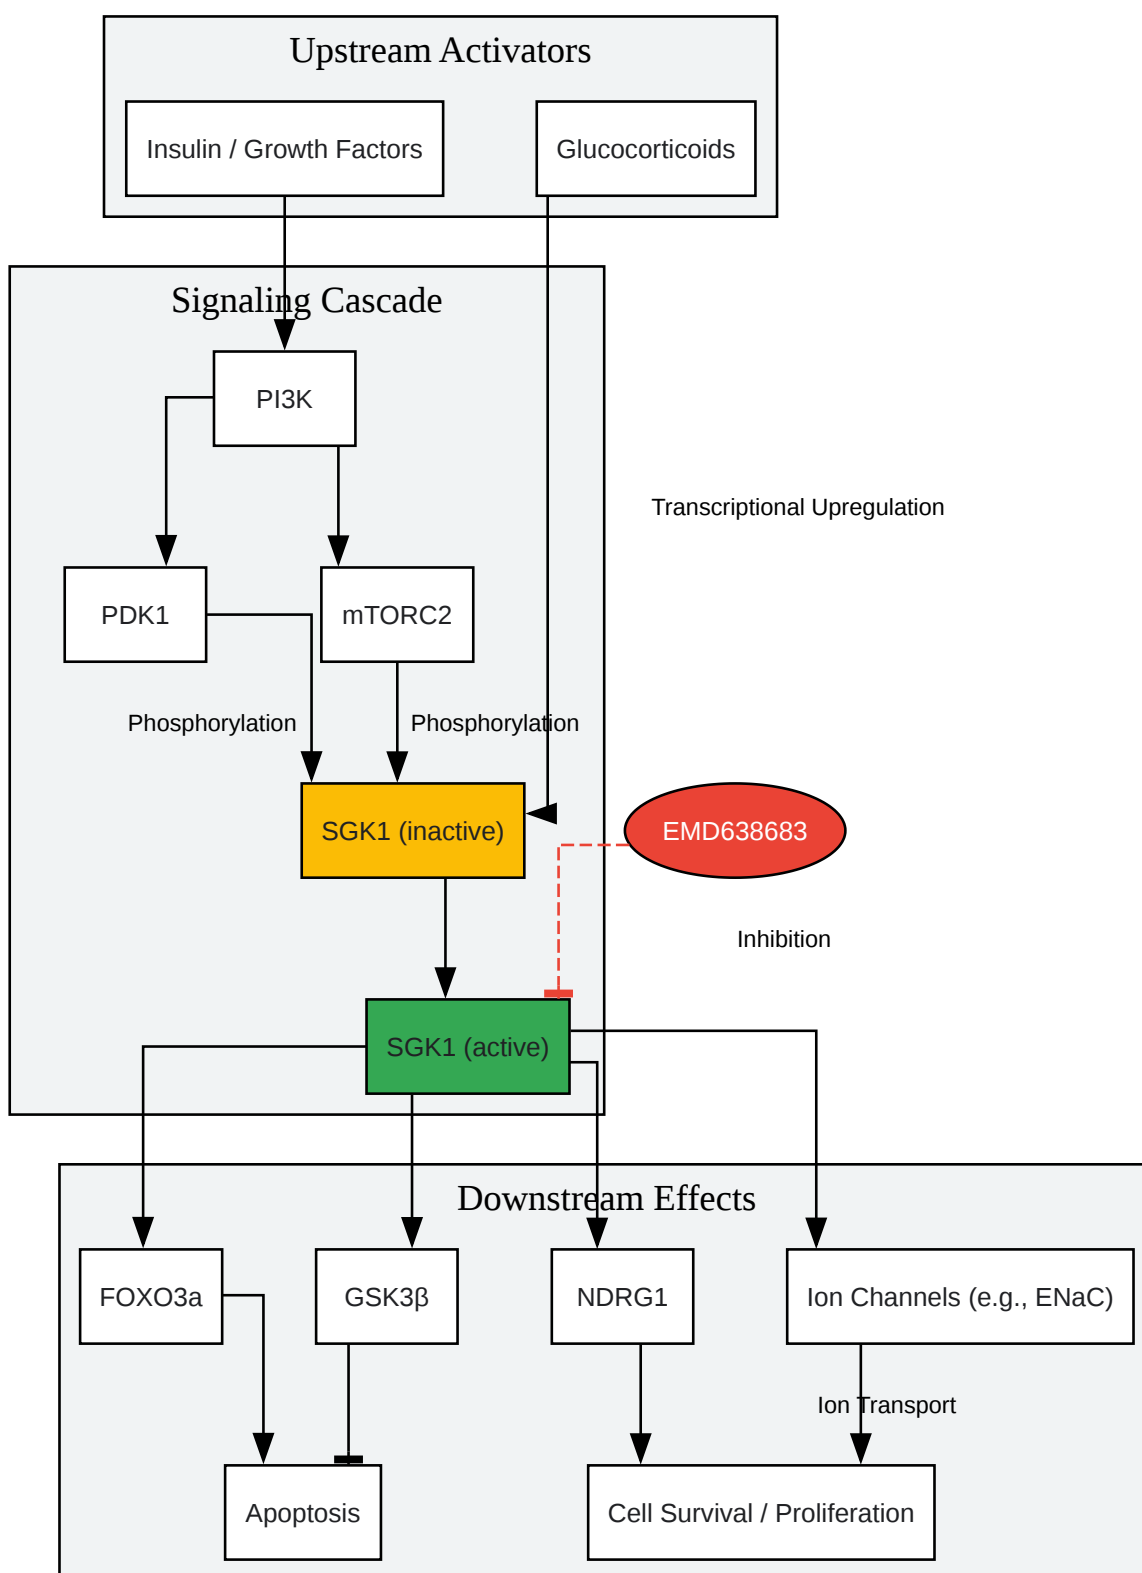 Upstream Activators
Insulin / Growth Factors
Glucocorticoids
Signaling Cascade
PI3K
Transcriptional Upregulation
PDK1
mTORC2
Phosphorylation
Phosphorylation
SGK1 (inactive)
EMD638683
Inhibition
SGK1 (active)
Downstream Effects
FOXO3a
GSK3β
NDRG1
Ion Channels (e.g., ENaC)
Ion Transport
Apoptosis
Cell Survival / Proliferation